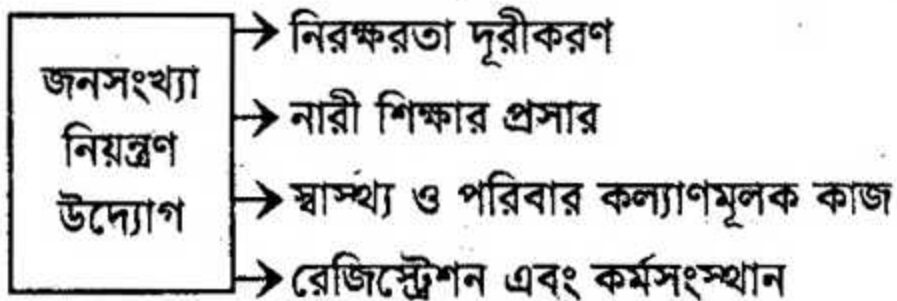 জনসংখ্যা
নিয়ন্ত্রণ
উদ্যোগ
নিরক্ষরতা দূরীকরণ
নারী শিক্ষার প্রসার
স্বাস্থ্য ও পরিবার কল্যাণমূলক কাজ
রেজিস্ট্রেশন এবং কর্মসংস্থান